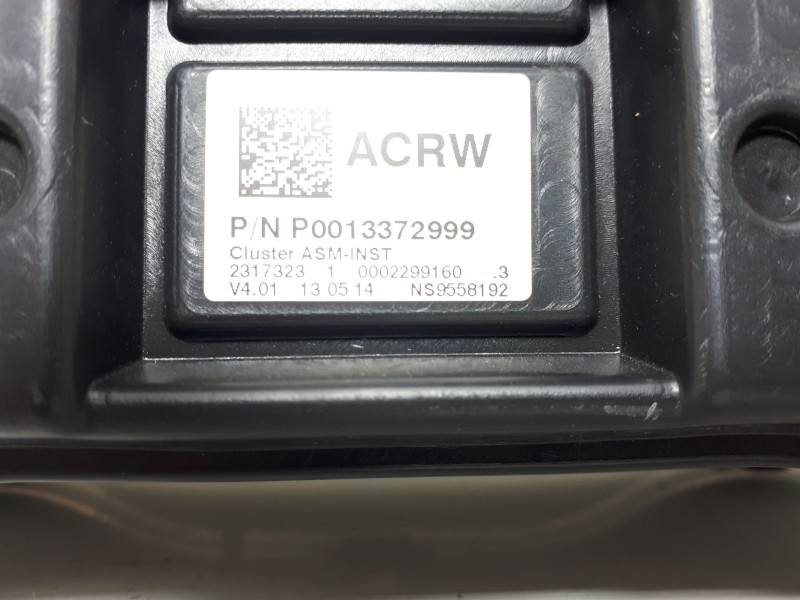 ACRW
P/N P0013372999
Cluster ASM-INST
2317323 1 0002299160 .3
V4.01 13 05 14 NS9558192